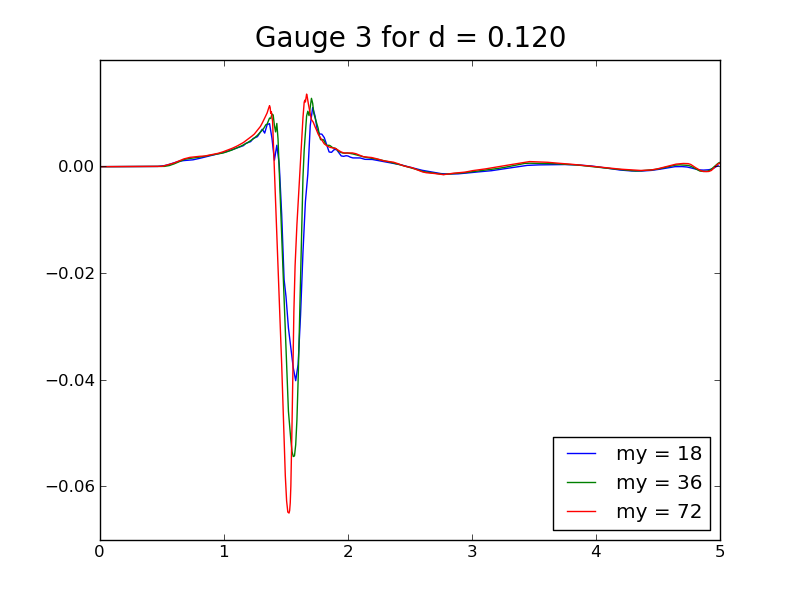 Gauge 3 for d = 0.120
0.00
−0.02
−0.04
−0.06
0 1 2 3 4 5
my = 18
my = 36
my = 72